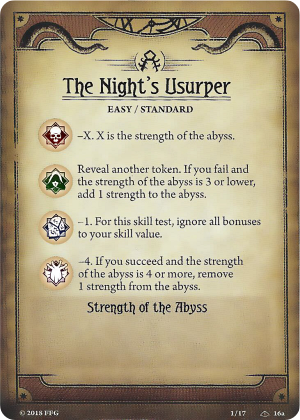 The Night's Usurper
EASY / STANDARD
–X. X is the strength of the abyss.
Reveal another token. If you fail and
the strength of the abyss is 3 or lower,
add 1 strength to the abyss.
–1. For this skill test, ignore all bonuses
to your skill value.
–4. If you succeed and the strength
of the abyss is 4 or more, remove
1 strength from the abyss.
Strength of the Abyss
© 2018 FFG 1/17 16a